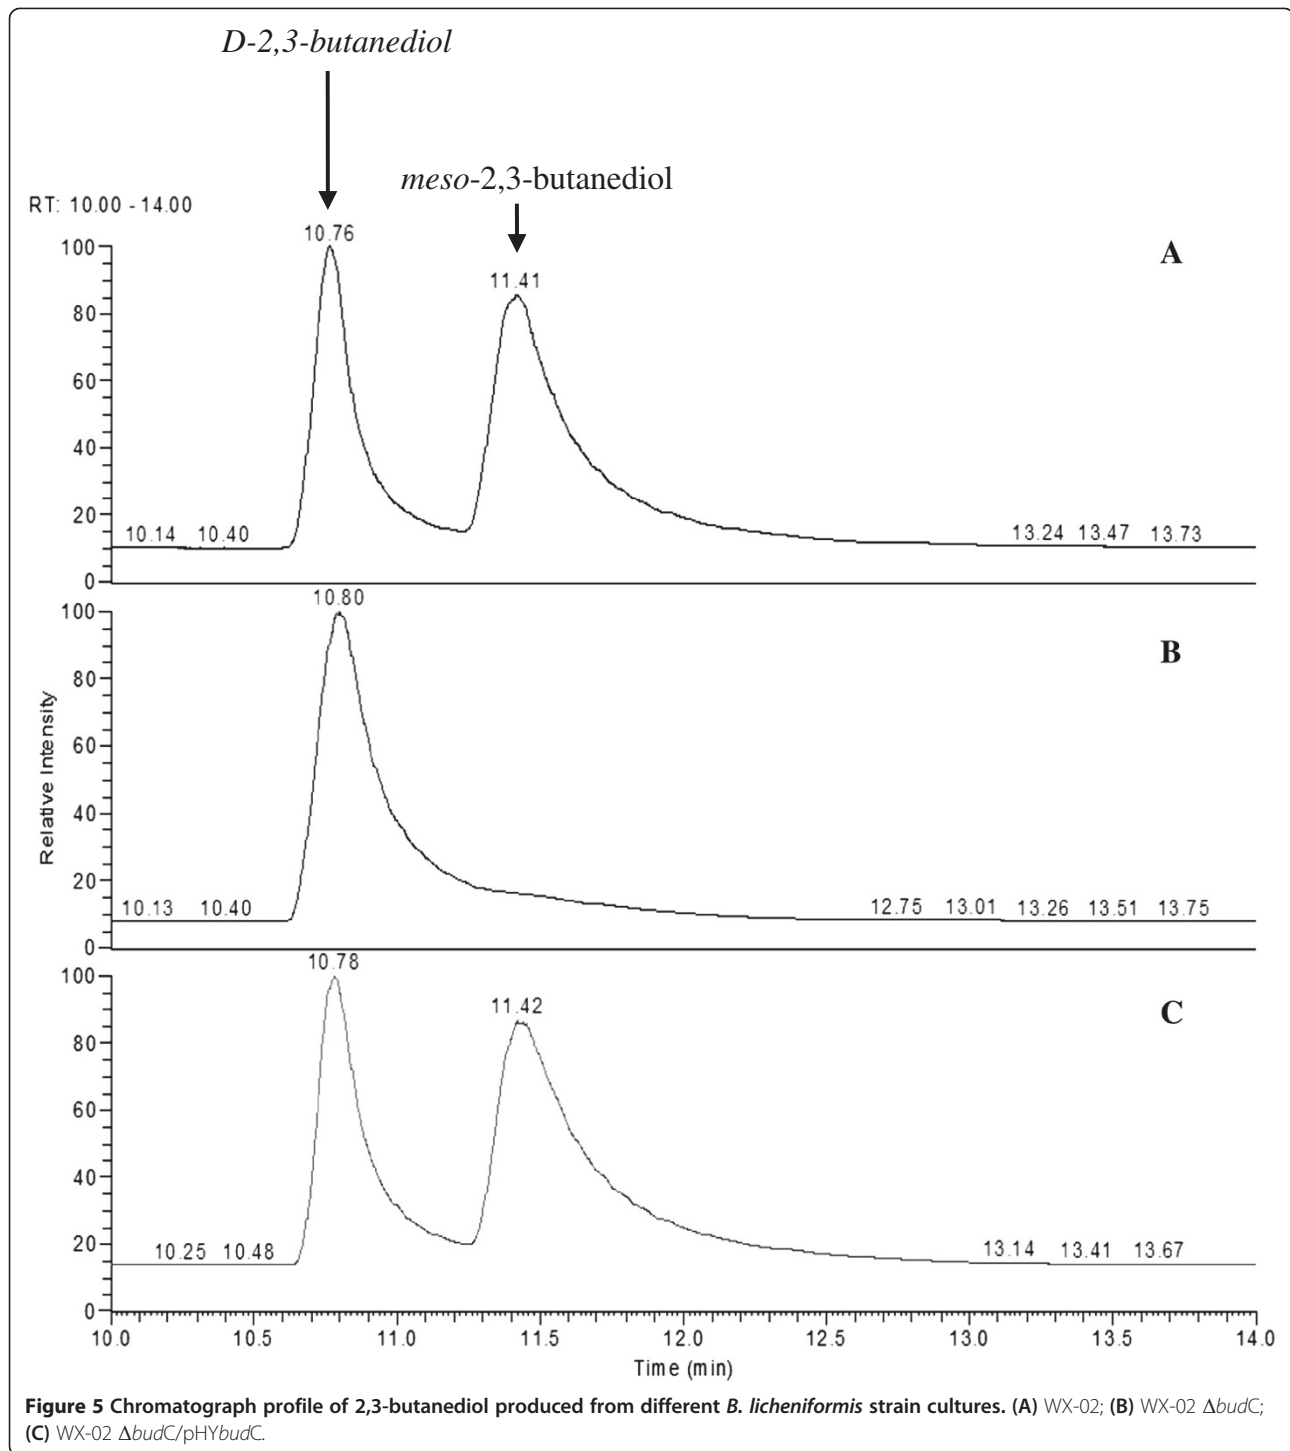 D-2,3-butanediol
meso-2,3-butanediol
RT: 10.00 - 14.00
10.76
11.41
A
100
80
60
40
20
0
10.14 10.40 13.24 13.47 13.73
10.80
B
100
80
60
40
20
0
10.13 10.40 12.75 13.01 13.26 13.51 13.75
Relative Intensity
10.78
11.42
C
100
80
60
40
20
0
10.25 10.48 13.14 13.41 13.67
10.0 10.5 11.0 11.5 12.0 12.5 13.0 13.5 14.0
Time (min)
Figure 5 Chromatograph profile of 2,3-butanediol produced from different B. licheniformis strain cultures. (A) WX-02; (B) WX-02 ΔbudC;
(C) WX-02 ΔbudC/pHYbudC.